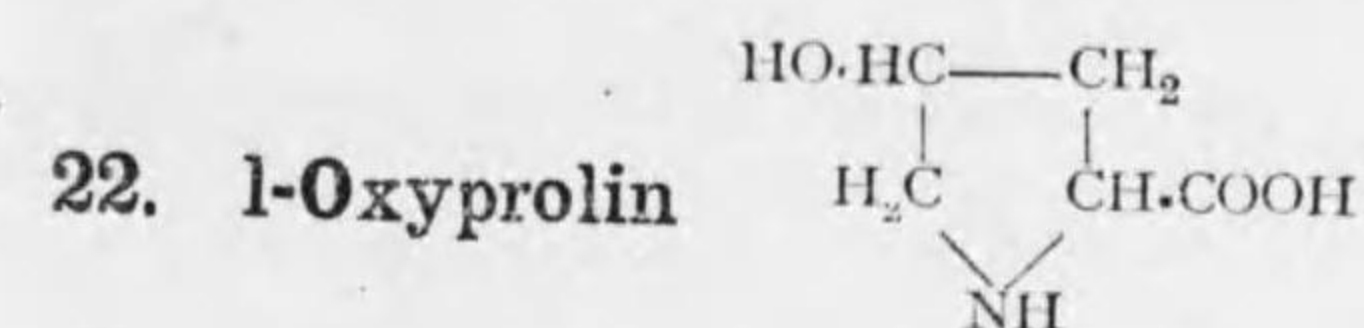 HO.HC—CH₂
22. l-Oxyprolin H₂C CH.COOH
NH